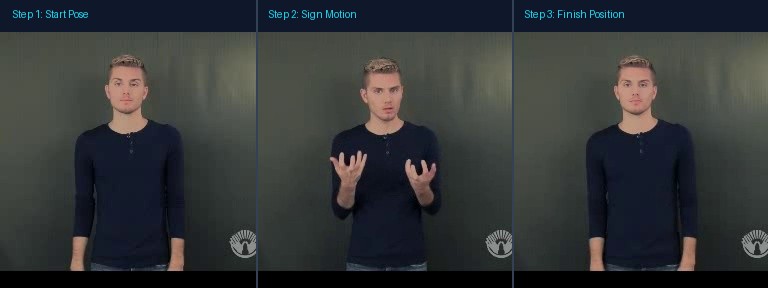 Step 1: Start Pose
Step 2: Sign Motion
Step 3: Finish Position